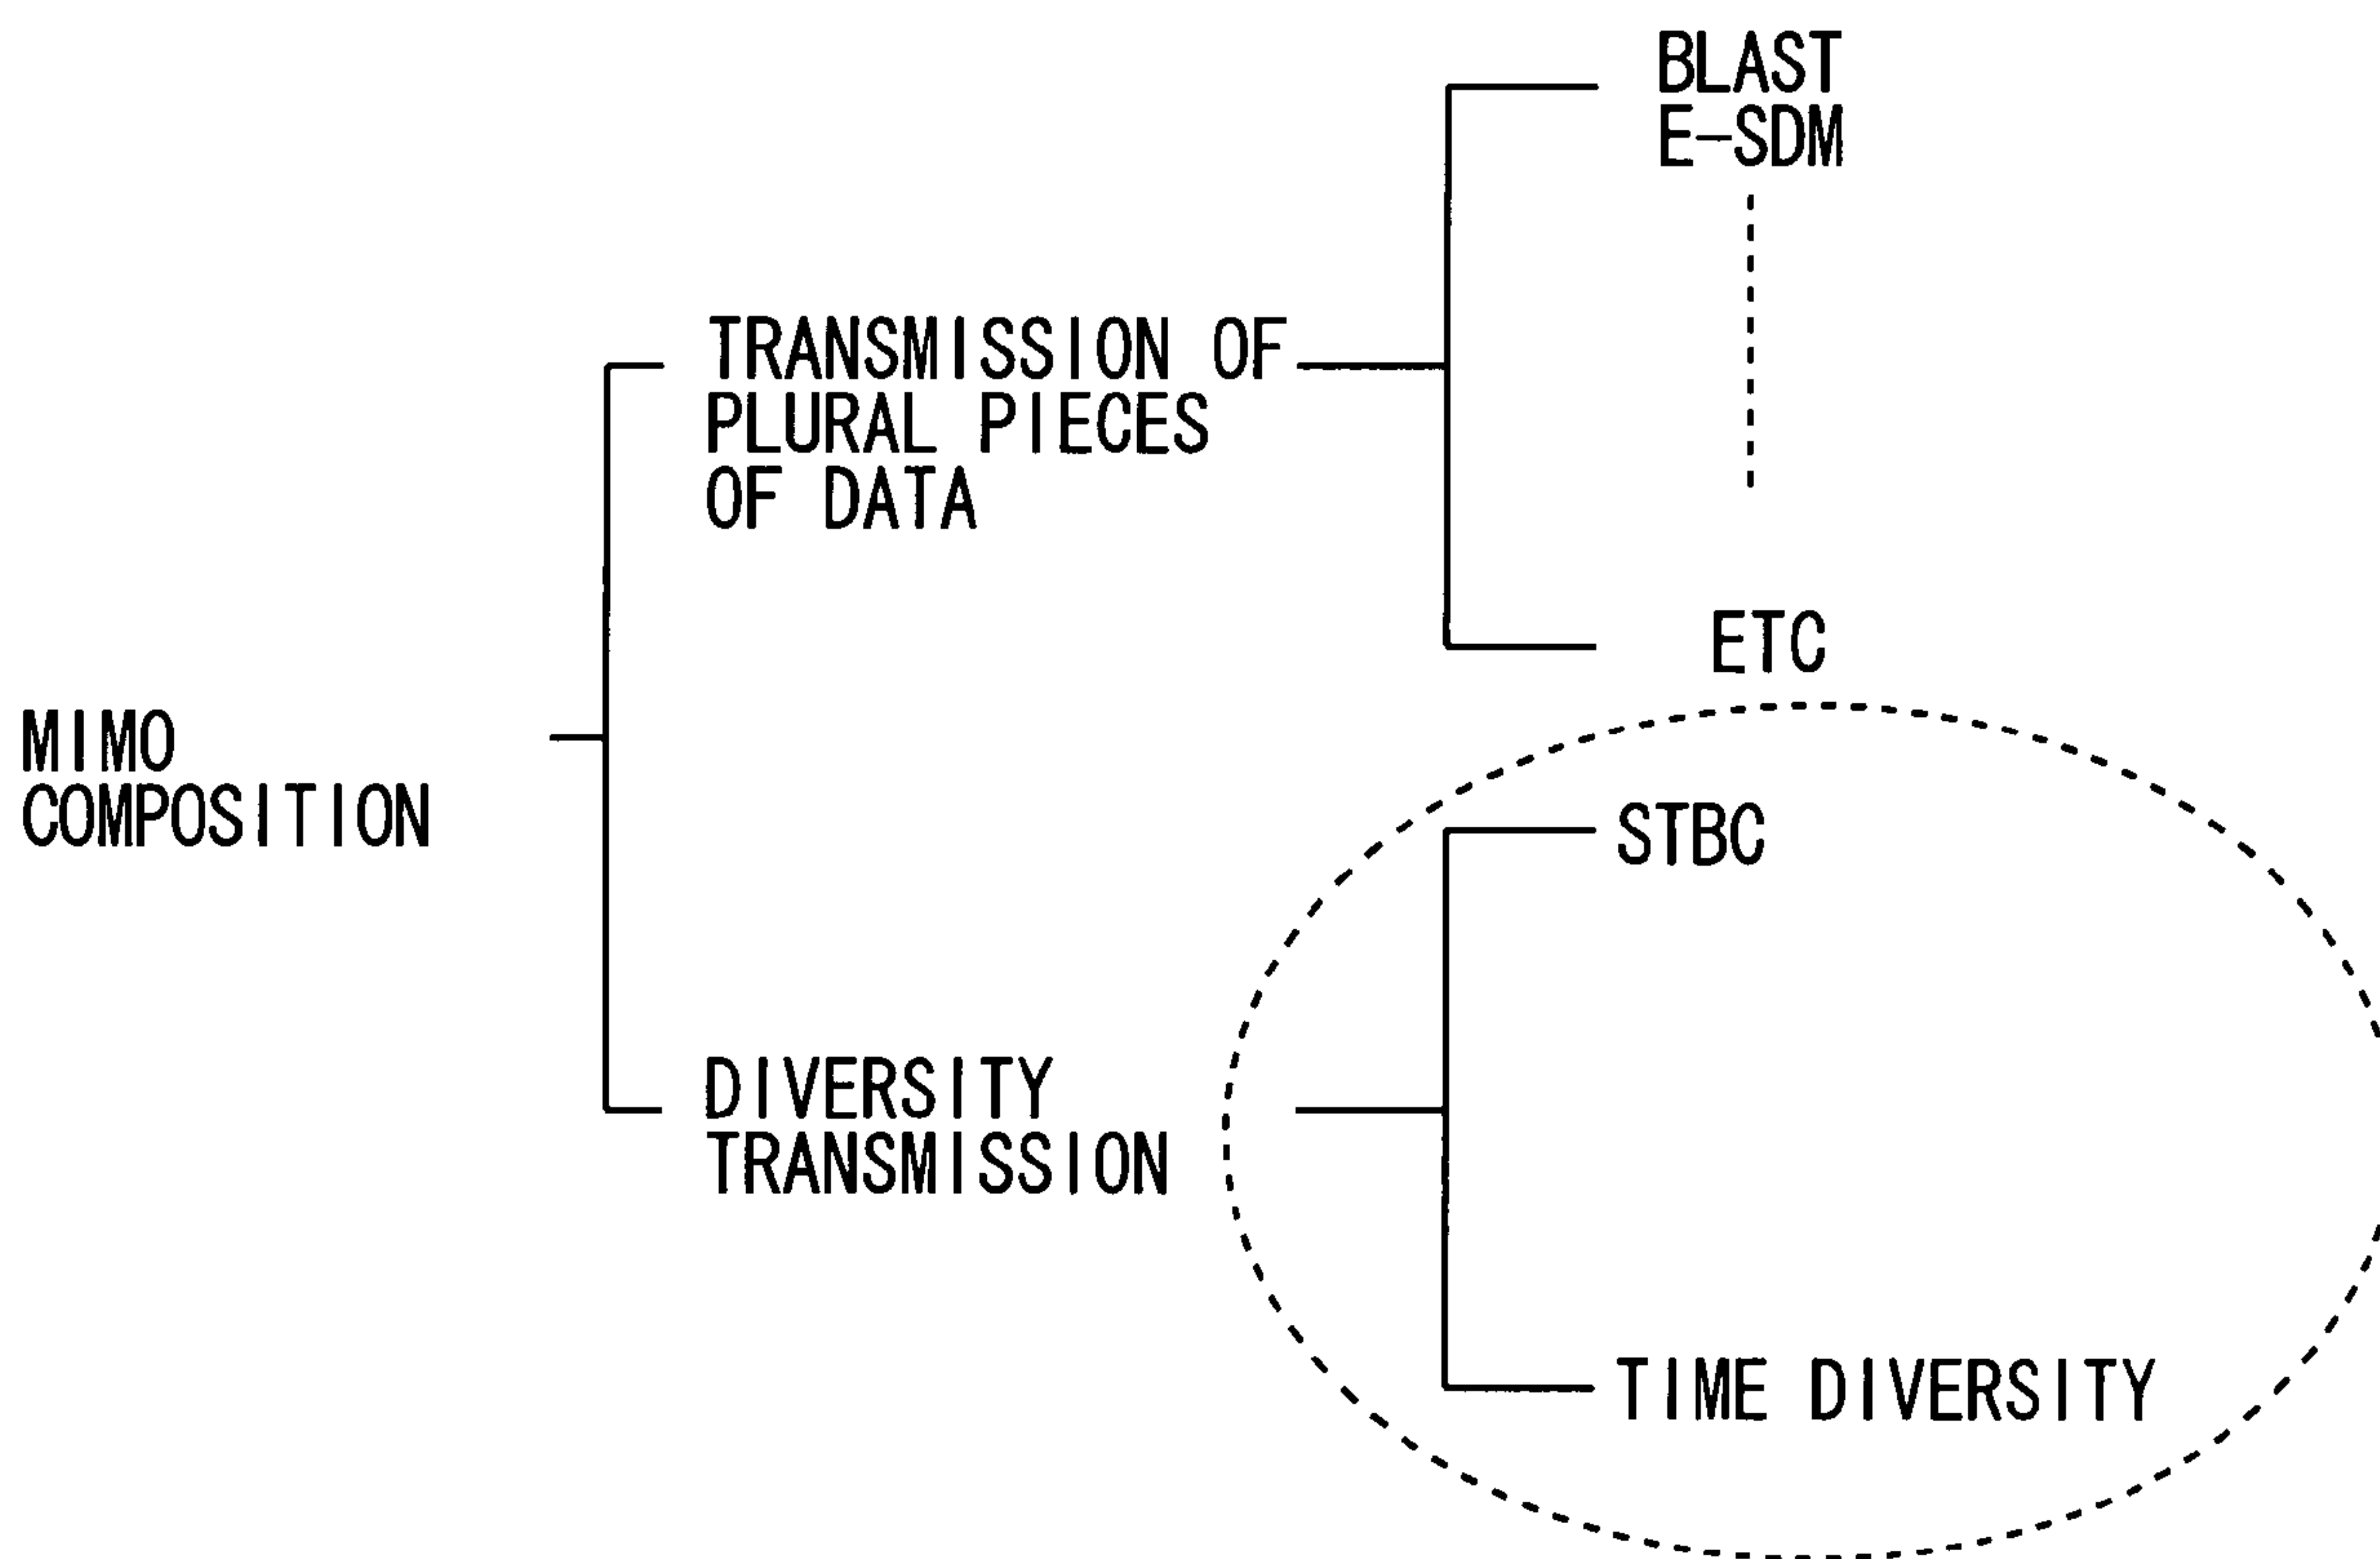 BLAST
E-SDM
TRANSMISSION OF
PLURAL PIECES
OF DATA
ETC
MIMO
COMPOSITION
STBC
DIVERSITY
TRANSMISSION
TIME DIVERSITY